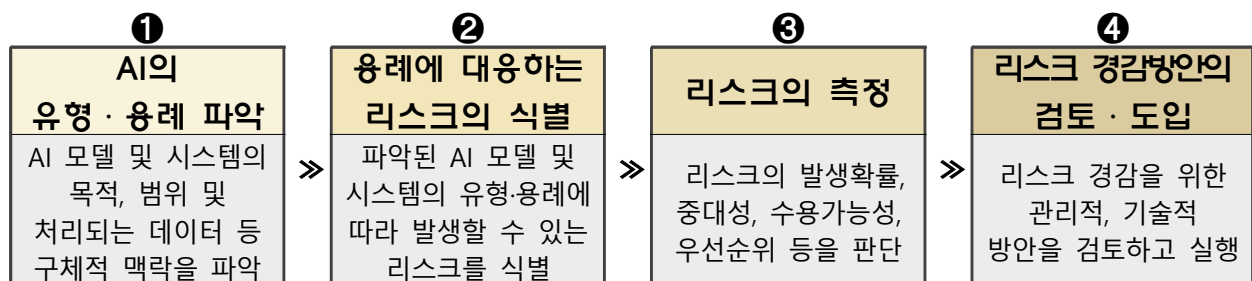 ❶
AI의
유형 · 용례 파악
AI 모델 및 시스템의
목적, 범위 및
처리되는 데이터 등
구체적 맥락을 파악
»
❷
용례에 대응하는
리스크의 식별
파악된 AI 모델 및
시스템의 유형·용례에
따라 발생할 수 있는
리스크를 식별
»
❸
리스크의 측정
리스크의 발생확률,
중대성, 수용가능성,
우선순위 등을 판단
»
❹
리스크 경감방안의
검토 · 도입
리스크 경감을 위한
관리적, 기술적
방안을 검토하고 실행